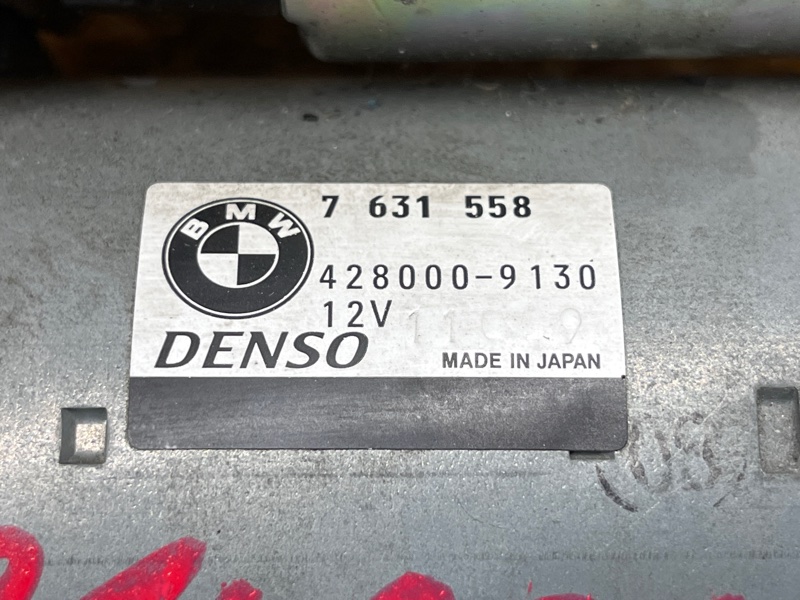 BMW
7 631 558
428000-9130
12V
DENSO
MADE IN JAPAN